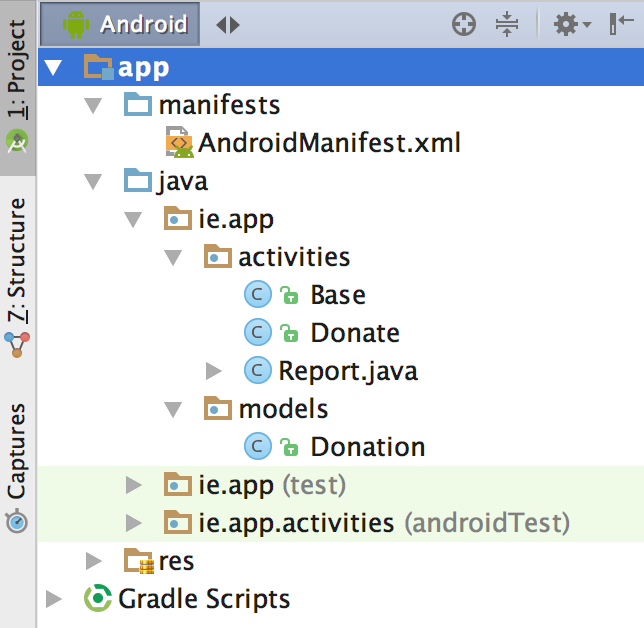 Android
1: Project
7: Structure
Captures
app
manifests
AndroidManifest.xml
java
ie.app
activities
Base
Donate
Report.java
models
Donation
ie.app (test)
ie.app.activities (androidTest)
res
Gradle Scripts